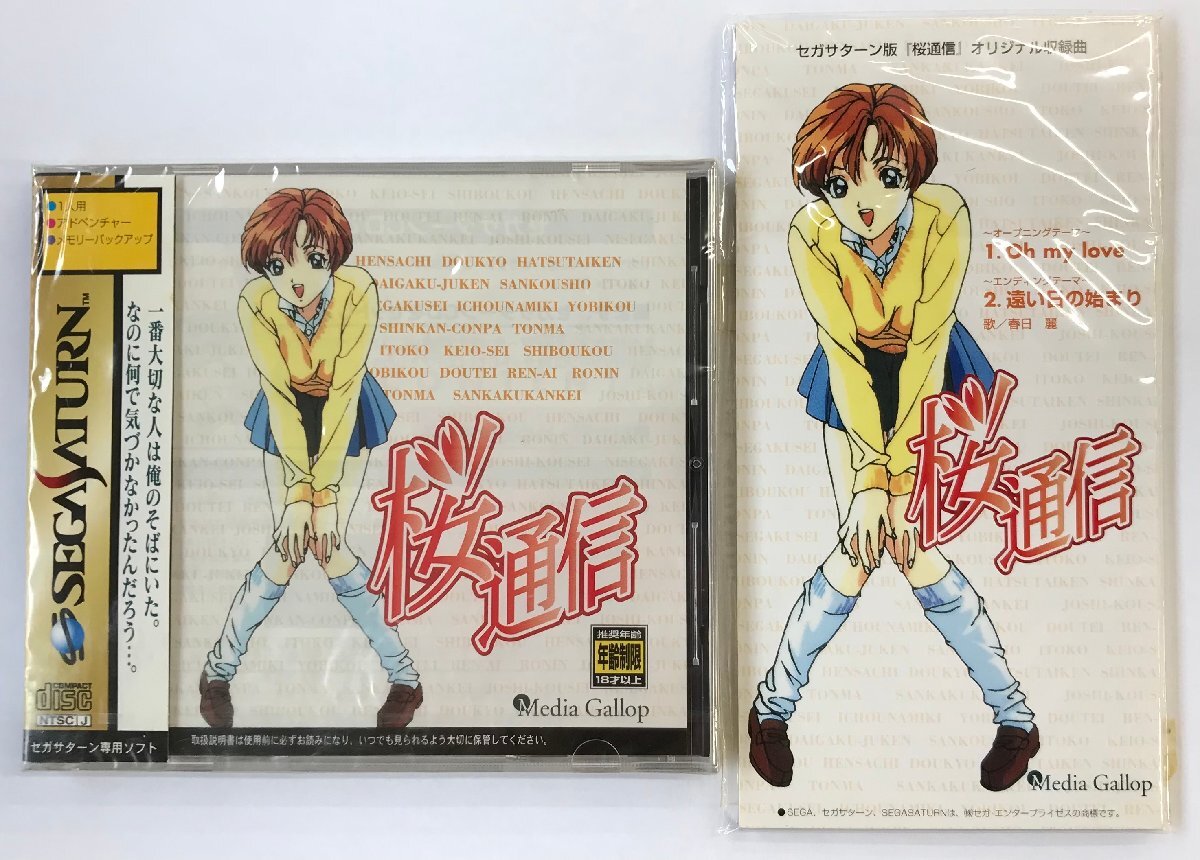 1人用
アドベンチャー
メモリーバックアップ
SEGA SATURN™
一番大切な人は俺のそばにいた。
なのに何で気づかなかったんだろう…。
COMPACT
disc
NTSC J
セガサターン専用ソフト
HENSACHI DOUKYO HATSUTAIKEN
DAIGAKU-JUKEN SANKOUSHO
EGAKUSEI ICHOUNAMIKI YOBIKOU
SHINKAN-CONPA TONMA
ITOKO KEIO-SEI SHIBOUKOU
OBIKOU DOUTEI REN-AI RONIN
TONMA SANKAKUKANKEI
桜通信
推奨年齢
年齢制限
18才以上
Media Gallop
取扱説明書は使用前に必ずお読みになり、いつでも見られるよう大切に保管してください。
セガサターン版『桜通信』オリジナル収録曲
～オープニングテーマ～
1. Oh my love
～エンディングテーマ～
2. 遠い日の始まり
歌／春日 麗
桜通信
Media Gallop
●SEGA、セガサターン、SEGASATURNは、㈱セガ・エンタープライゼスの商標です。